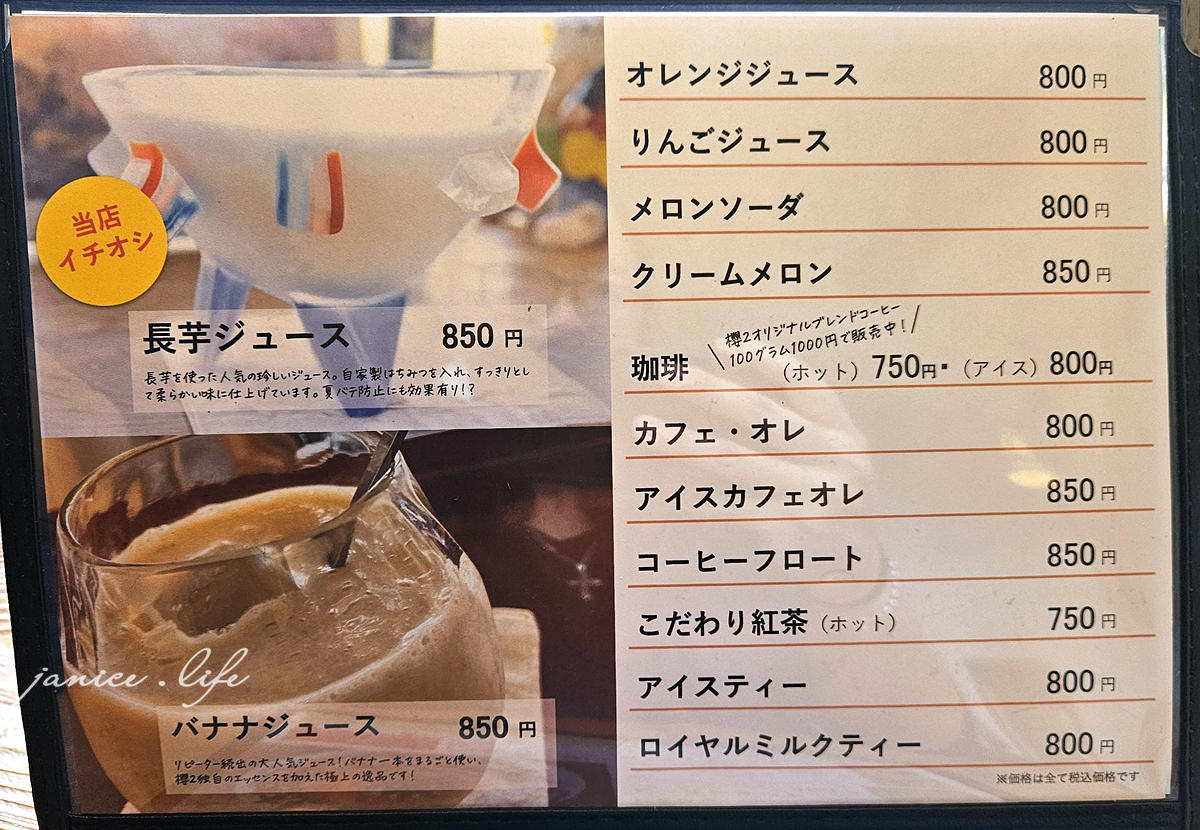 当店
イチオシ
長芋ジュース 850円
長芋を使った人気の珍しいジュース。自家製はちみつを入れ、すっきりとし
て柔らかい味に仕上げています。夏バテ防止にも効果有り!?
janice.life
バナナジュース 850円
リピーター続出の大人気ジュース!バナナ一本をまるごと使い、
櫻2独自のエッセンスを加えた極上の逸品です!
オレンジジュース 800円
りんごジュース 800円
メロンソーダ 800円
クリームメロン 850円
櫻2オリジナルブレンドコーヒー
100グラム1000円で販売中!
珈琲 (ホット) 750円・(アイス) 800円
カフェ・オレ 800円
アイスカフェオレ 850円
コーヒーフロート 850円
こだわり紅茶(ホット) 750円
アイスティー 800円
ロイヤルミルクティー 800円
※価格は全て税込価格です